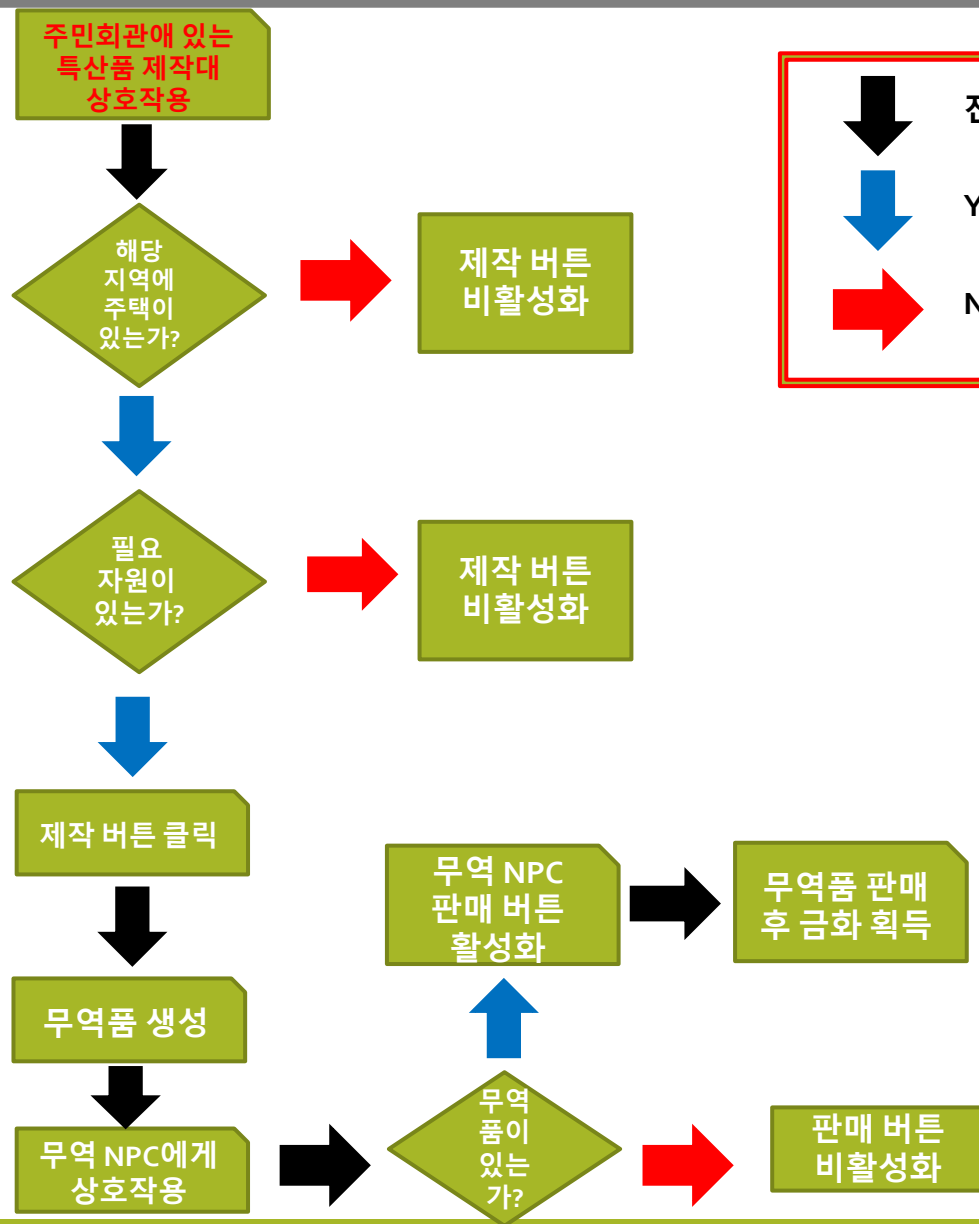 주민회관애 있는
특산품 제작대
상호작용
해당
지역에
주택이
있는가?
제작 버튼
비활성화
필요
자원이
있는가?
제작 버튼
비활성화
제작 버튼 클릭
무역품 생성
무역 NPC에게
상호작용
무역
품이
있는
가?
무역 NPC
판매 버튼
활성화
무역품 판매
후 금화 획득
판매 버튼
비활성화
Y
N